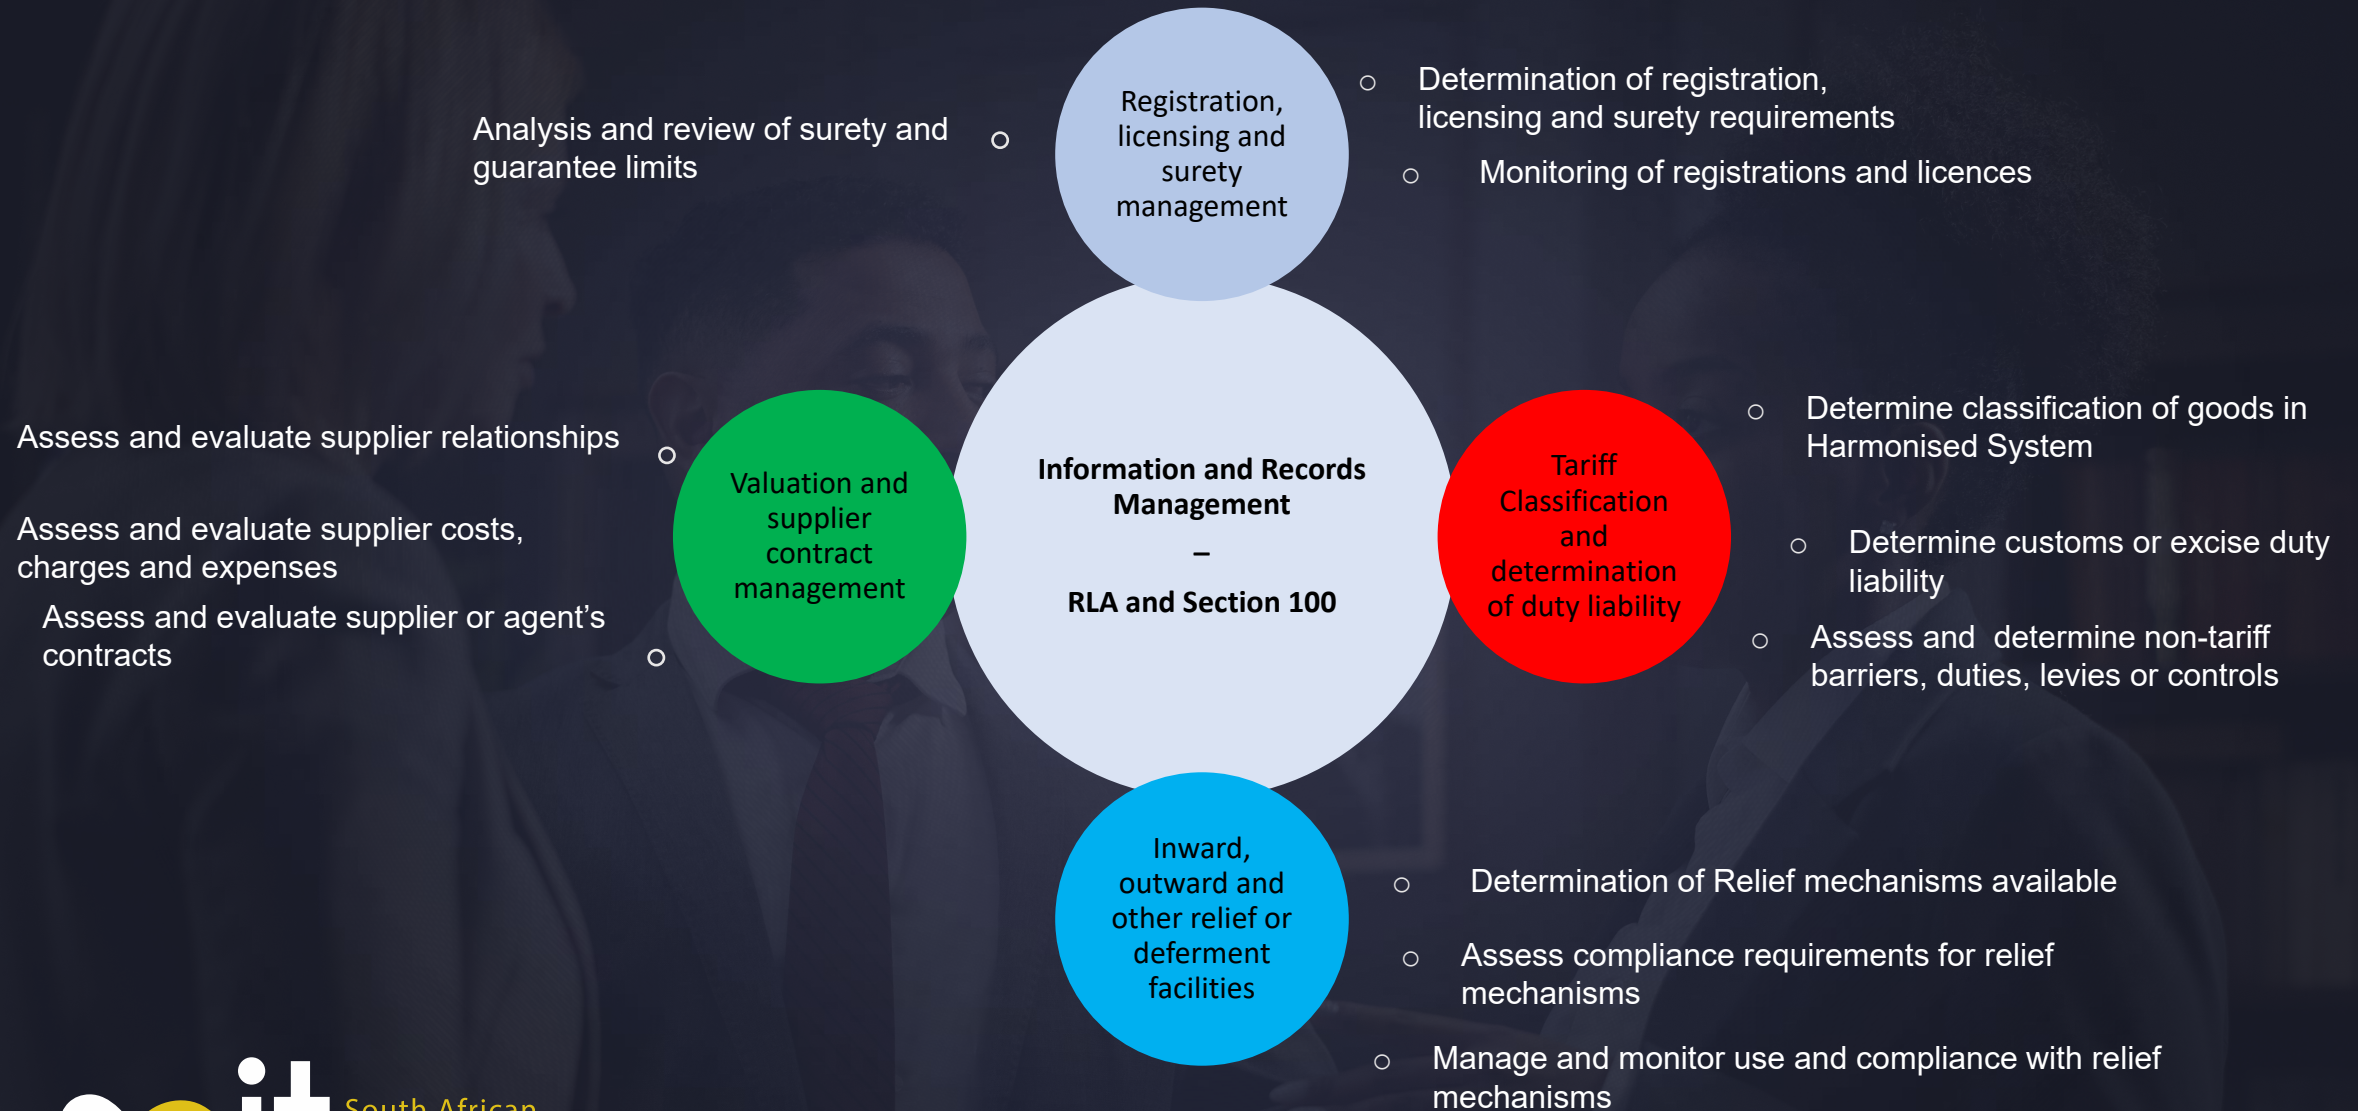 Registration,
licensing and
surety
management
Analysis and review of surety and
guarantee limits
Determination of registration,
licensing and surety requirements
Monitoring of registrations and licences
Assess and evaluate supplier relationships
Assess and evaluate supplier costs,
charges and expenses
Assess and evaluate supplier or agent’s
contracts
Valuation and
supplier
contract
management
Information and Records
Management
–
RLA and Section 100
Tariff
Classification
and
determination
of duty liability
Determine classification of goods in
Harmonised System
Determine customs or excise duty
liability
Assess and  determine non-tariff
barriers, duties, levies or controls
Inward,
outward and
other relief or
deferment
facilities
Determination of Relief mechanisms available
Assess compliance requirements for relief
mechanisms
Manage and monitor use and compliance with relief
mechanisms
South African